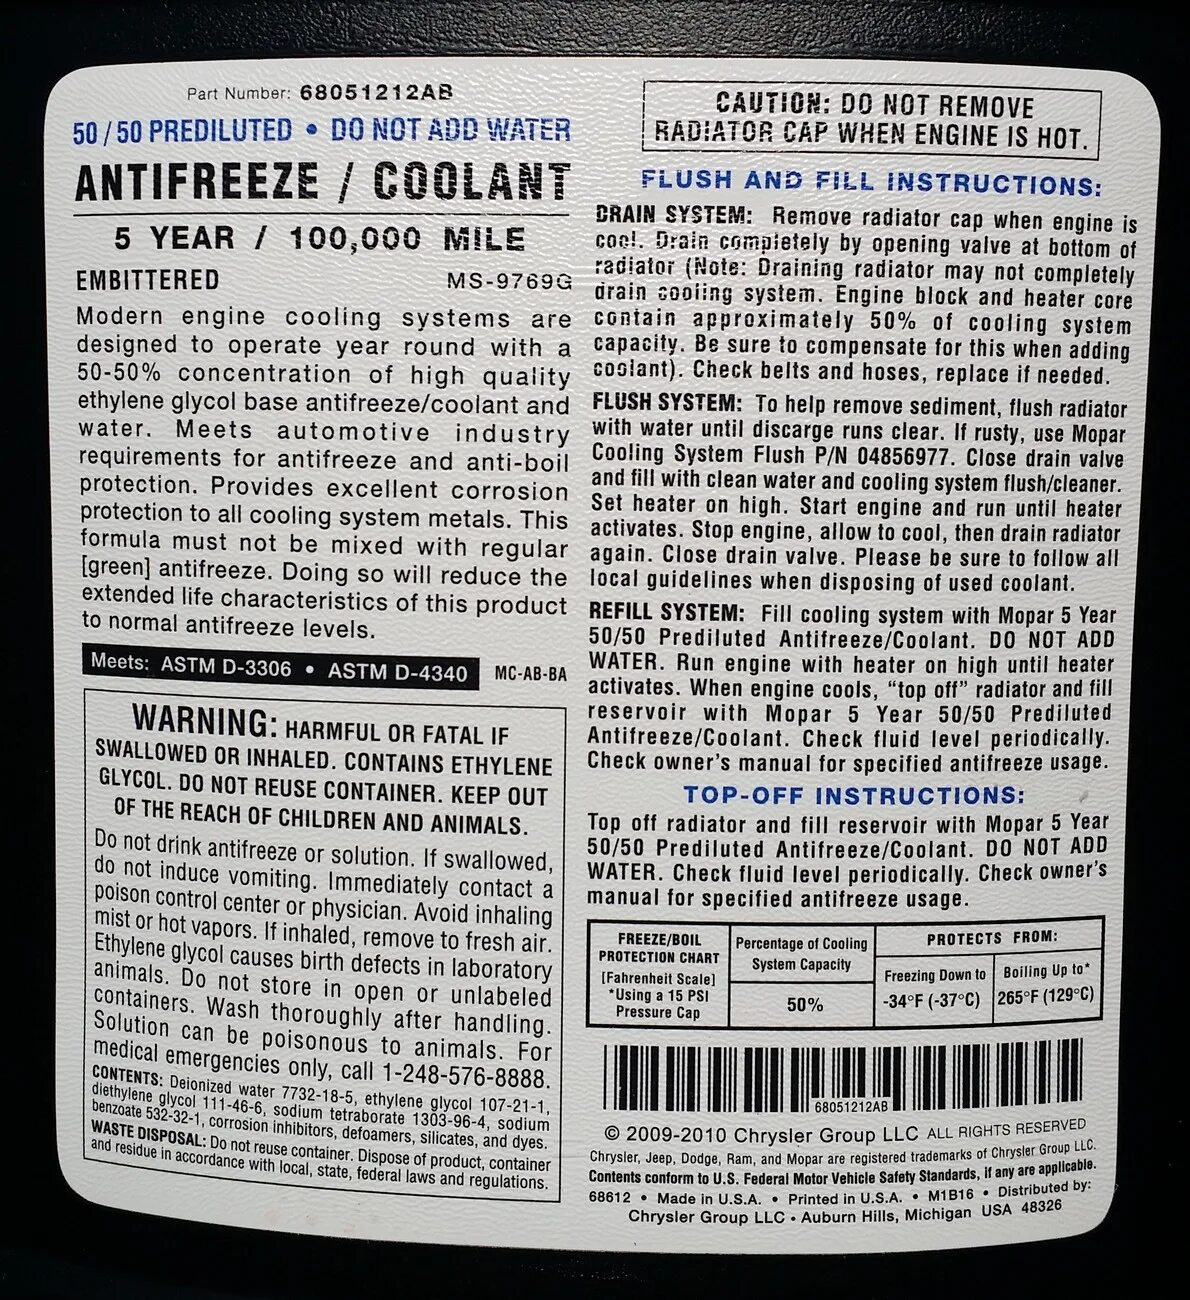 Part Number: 68051212AB
50/50 PREDILUTED • DO NOT ADD WATER
ANTIFREEZE / COOLANT
5 YEAR / 100,000 MILE
EMBITTERED MS-9769G
Modern engine cooling systems are
designed to operate year round with a
50-50% concentration of high quality
ethylene glycol base antifreeze/coolant and
water. Meets automotive industry
requirements for antifreeze and anti-boil
protection. Provides excellent corrosion
protection to all cooling system metals. This
formula must not be mixed with regular
[green] antifreeze. Doing so will reduce the
extended life characteristics of this product
to normal antifreeze levels.
Meets: ASTM D-3306 • ASTM D-4340 MC-AB-BA
WARNING: HARMFUL OR FATAL IF
SWALLOWED OR INHALED. CONTAINS ETHYLENE
GLYCOL. DO NOT REUSE CONTAINER. KEEP OUT
OF THE REACH OF CHILDREN AND ANIMALS.
Do not drink antifreeze or solution. If swallowed,
do not induce vomiting. Immediately contact a
poison control center or physician. Avoid inhaling
mist or hot vapors. If inhaled, remove to fresh air.
Ethylene glycol causes birth defects in laboratory
animals. Do not store in open or unlabeled
containers. Wash thoroughly after handling.
Solution can be poisonous to animals. For
medical emergencies only, call 1-248-576-8888.
CONTENTS: Deionized water 7732-18-5, ethylene glycol 107-21-1,
diethylene glycol 111-46-6, sodium tetraborate 1303-96-4, sodium
benzoate 532-32-1, corrosion inhibitors, defoamers, silicates, and dyes.
WASTE DISPOSAL: Do not reuse container. Dispose of product, container
and residue in accordance with local, state, federal laws and regulations.
CAUTION: DO NOT REMOVE
RADIATOR CAP WHEN ENGINE IS HOT.
FLUSH AND FILL INSTRUCTIONS:
DRAIN SYSTEM: Remove radiator cap when engine is
cool. Drain completely by opening valve at bottom of
radiator (Note: Draining radiator may not completely
drain cooling system. Engine block and heater core
contain approximately 50% of cooling system
capacity. Be sure to compensate for this when adding
coolant). Check belts and hoses, replace if needed.
FLUSH SYSTEM: To help remove sediment, flush radiator
with water until discarge runs clear. If rusty, use Mopar
Cooling System Flush P/N 04856977. Close drain valve
and fill with clean water and cooling system flush/cleaner.
Set heater on high. Start engine and run until heater
activates. Stop engine, allow to cool, then drain radiator
again. Close drain valve. Please be sure to follow all
local guidelines when disposing of used coolant.
REFILL SYSTEM: Fill cooling system with Mopar 5 Year
50/50 Prediluted Antifreeze/Coolant. DO NOT ADD
WATER. Run engine with heater on high until heater
activates. When engine cools, “top off” radiator and fill
reservoir with Mopar 5 Year 50/50 Prediluted
Antifreeze/Coolant. Check fluid level periodically.
Check owner's manual for specified antifreeze usage.
TOP-OFF INSTRUCTIONS:
Top off radiator and fill reservoir with Mopar 5 Year
50/50 Prediluted Antifreeze/Coolant. DO NOT ADD
WATER. Check fluid level periodically. Check owner's
manual for specified antifreeze usage.
FREEZE/BOIL
PROTECTION CHART
[Fahrenheit Scale]
*Using a 15 PSI
Pressure Cap
Percentage of Cooling
System Capacity
50%
PROTECTS FROM:
Freezing Down to
-34°F (-37°C)
Boiling Up to*
265°F (129°C)
68051212AB
© 2009-2010 Chrysler Group LLC ALL RIGHTS RESERVED
Chrysler, Jeep, Dodge, Ram, and Mopar are registered trademarks of Chrysler Group LLC.
Contents conform to U.S. Federal Motor Vehicle Safety Standards, if any are applicable.
68612 • Made in U.S.A. • Printed in U.S.A. • M1B16 • Distributed by:
Chrysler Group LLC • Auburn Hills, Michigan USA 48326